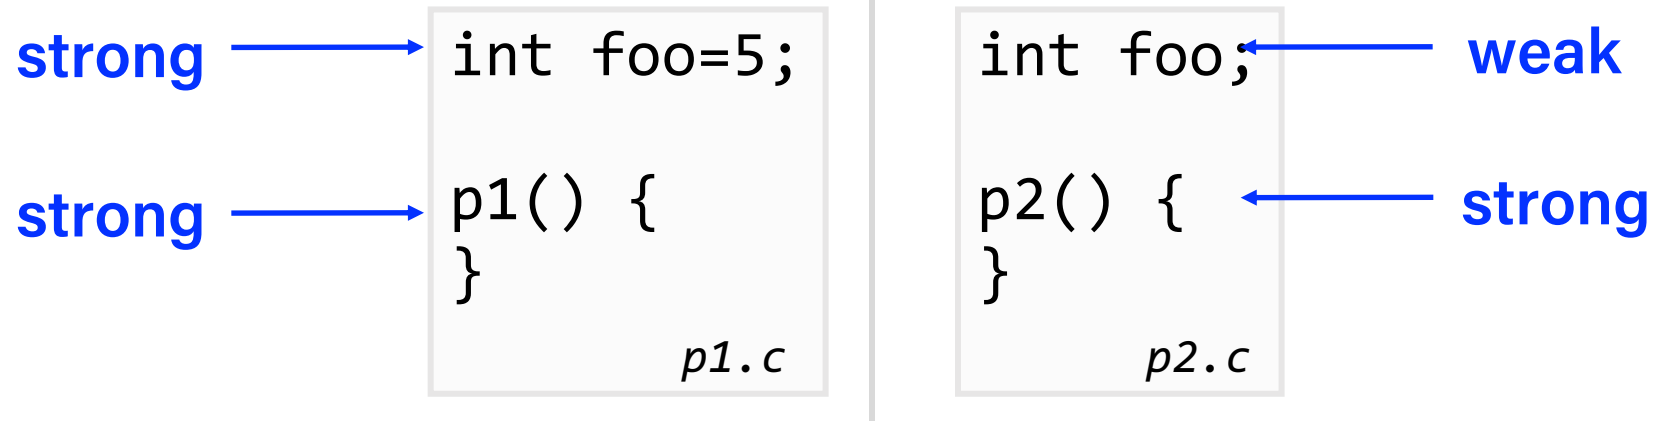 strong
int foo=5;
int foo;
weak
strong
p1() {
}
p2() {
}
strong
p1.c
p2.c